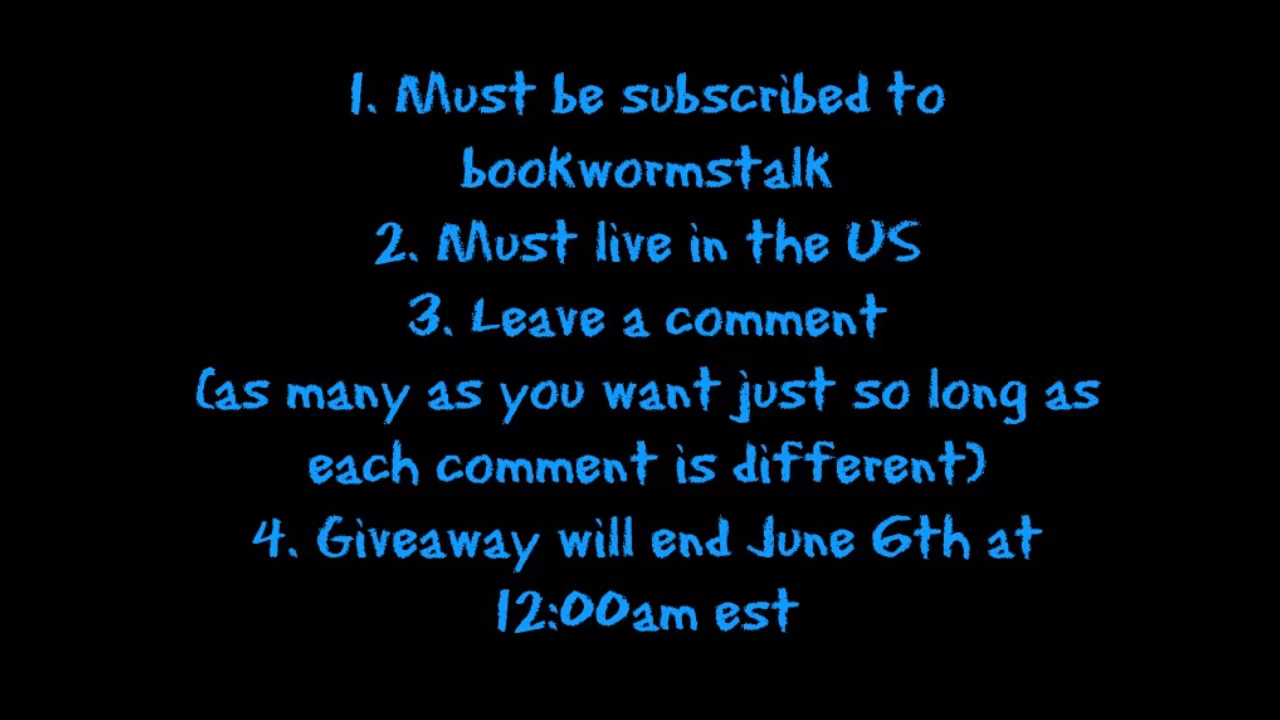 1. Must be subscribed to
bookwormstalk
2. Must live in the US
3. Leave a comment
(as many as you want just so long as
each comment is different)
4. Giveaway will end June 6th at
12:00am est